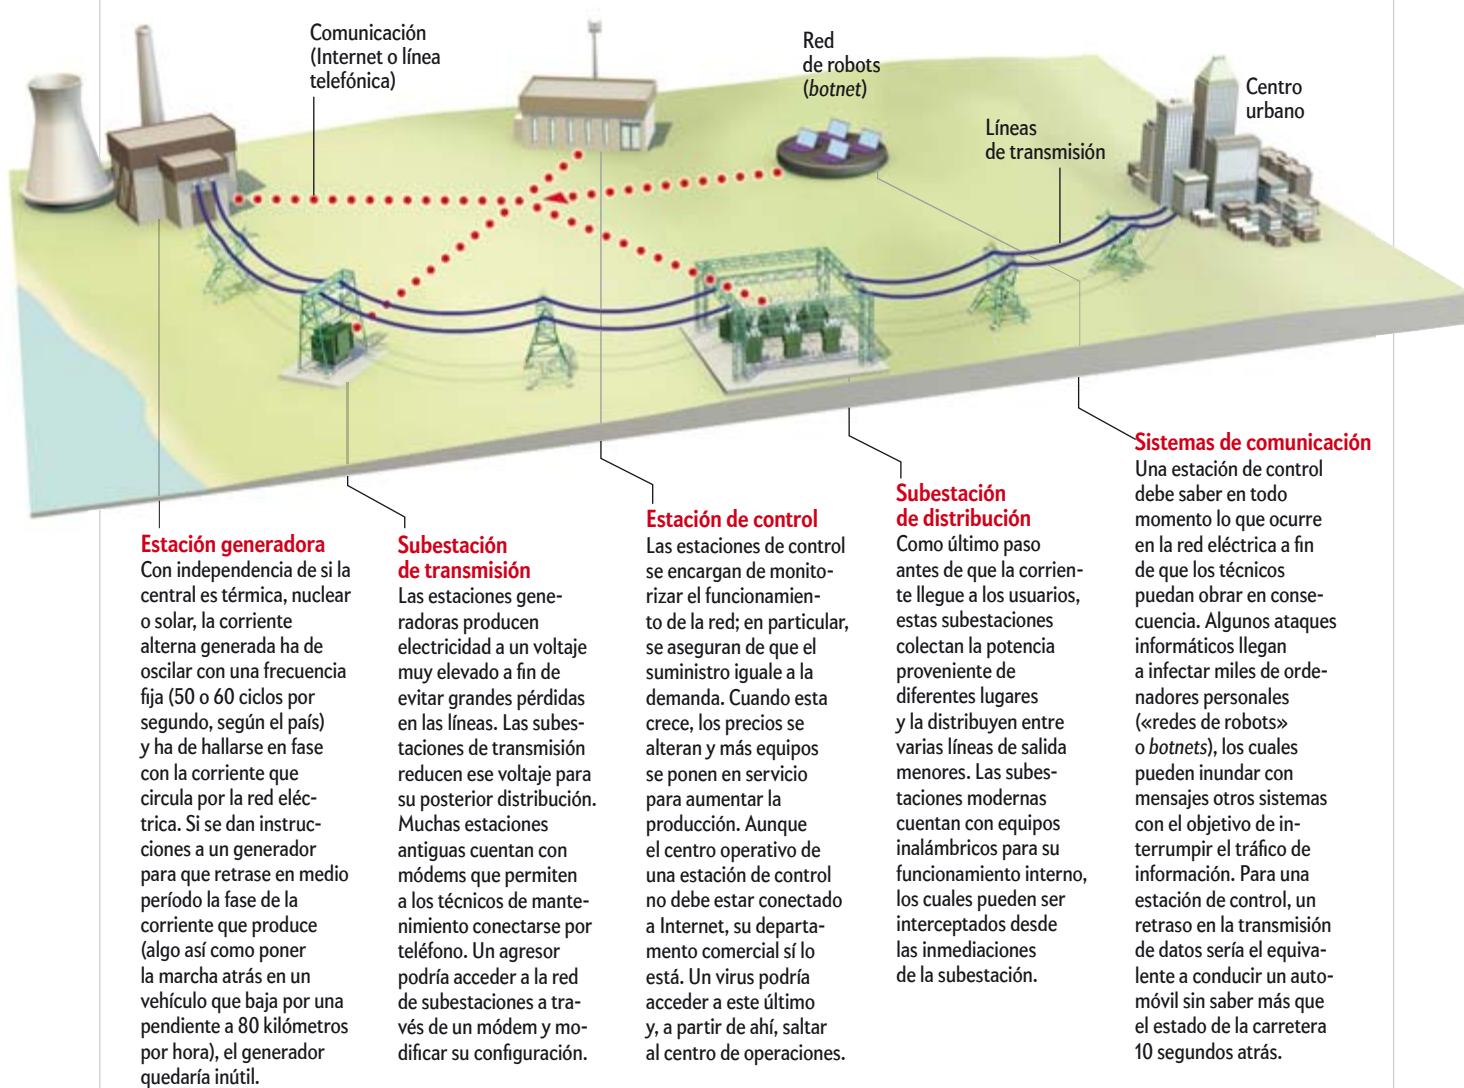 Comunicación
(Internet o línea
telefónica)
Red
de robots
(botnet)
Líneas
de transmisión
Centro
urbano
Estación generadora
Con independencia de si la
central es térmica, nuclear
o solar, la corriente
alterna generada ha de
oscilar con una frecuencia
fija (50 o 60 ciclos por
segundo, según el país)
y ha de hallarse en fase
con la corriente que
circula por la red eléc-
trica. Si se dan instruc-
ciones a un generador
para que retrase en medio
período la fase de la
corriente que produce
(algo así como poner
la marcha atrás en un
vehículo que baja por una
pendiente a 80 kilómetros
por hora), el generador
quedaría inútil.
Subestación
de transmisión
Las estaciones gene-
radoras producen
electricidad a un voltaje
muy elevado a fin de
evitar grandes pérdidas
en las líneas. Las subes-
taciones de transmisión
reducen ese voltaje para
su posterior distribución.
Muchas estaciones
antiguas cuentan con
módems que permiten
a los técnicos de mante-
nimiento conectarse por
teléfono. Un agresor
podría acceder a la red
de subestaciones a tra-
vés de un módem y mo-
dificar su configuración.
Estación de control
Las estaciones de control
se encargan de monito-
rizar el funcionamien-
to de la red; en particular,
se aseguran de que el
suministro iguale a la
demanda. Cuando esta
crece, los precios se
alteran y más equipos
se ponen en servicio
para aumentar la
producción. Aunque
el centro operativo de
una estación de control
no debe estar conectado
a Internet, su departa-
mento comercial sí lo
está. Un virus podría
acceder a este último
y, a partir de ahí, saltar
al centro de operaciones.
Subestación
de distribución
Como último paso
antes de que la corrien-
te llegue a los usuarios,
estas subestaciones
colectan la potencia
proveniente de
diferentes lugares
y la distribuyen entre
varias líneas de salida
menores. Las subes-
taciones modernas
cuentan con equipos
inalámbricos para su
funcionamiento interno,
los cuales pueden ser
interceptados desde
las inmediaciones
de la subestación.
Sistemas de comunicación
Una estación de control
debe saber en todo
momento lo que ocurre
en la red eléctrica a fin
de que los técnicos
puedan obrar en conse-
cuencia. Algunos ataques
informáticos llegan
a infectar miles de orde-
nadores personales
(«redes de robots»
o botnets), los cuales
pueden inundar con
mensajes otros sistemas
con el objetivo de in-
terrumpir el tráfico de
información. Para una
estación de control, un
retraso en la transmisión
de datos sería el equiva-
lente a conducir un auto-
móvil sin saber más que
el estado de la carretera
10 segundos atrás.